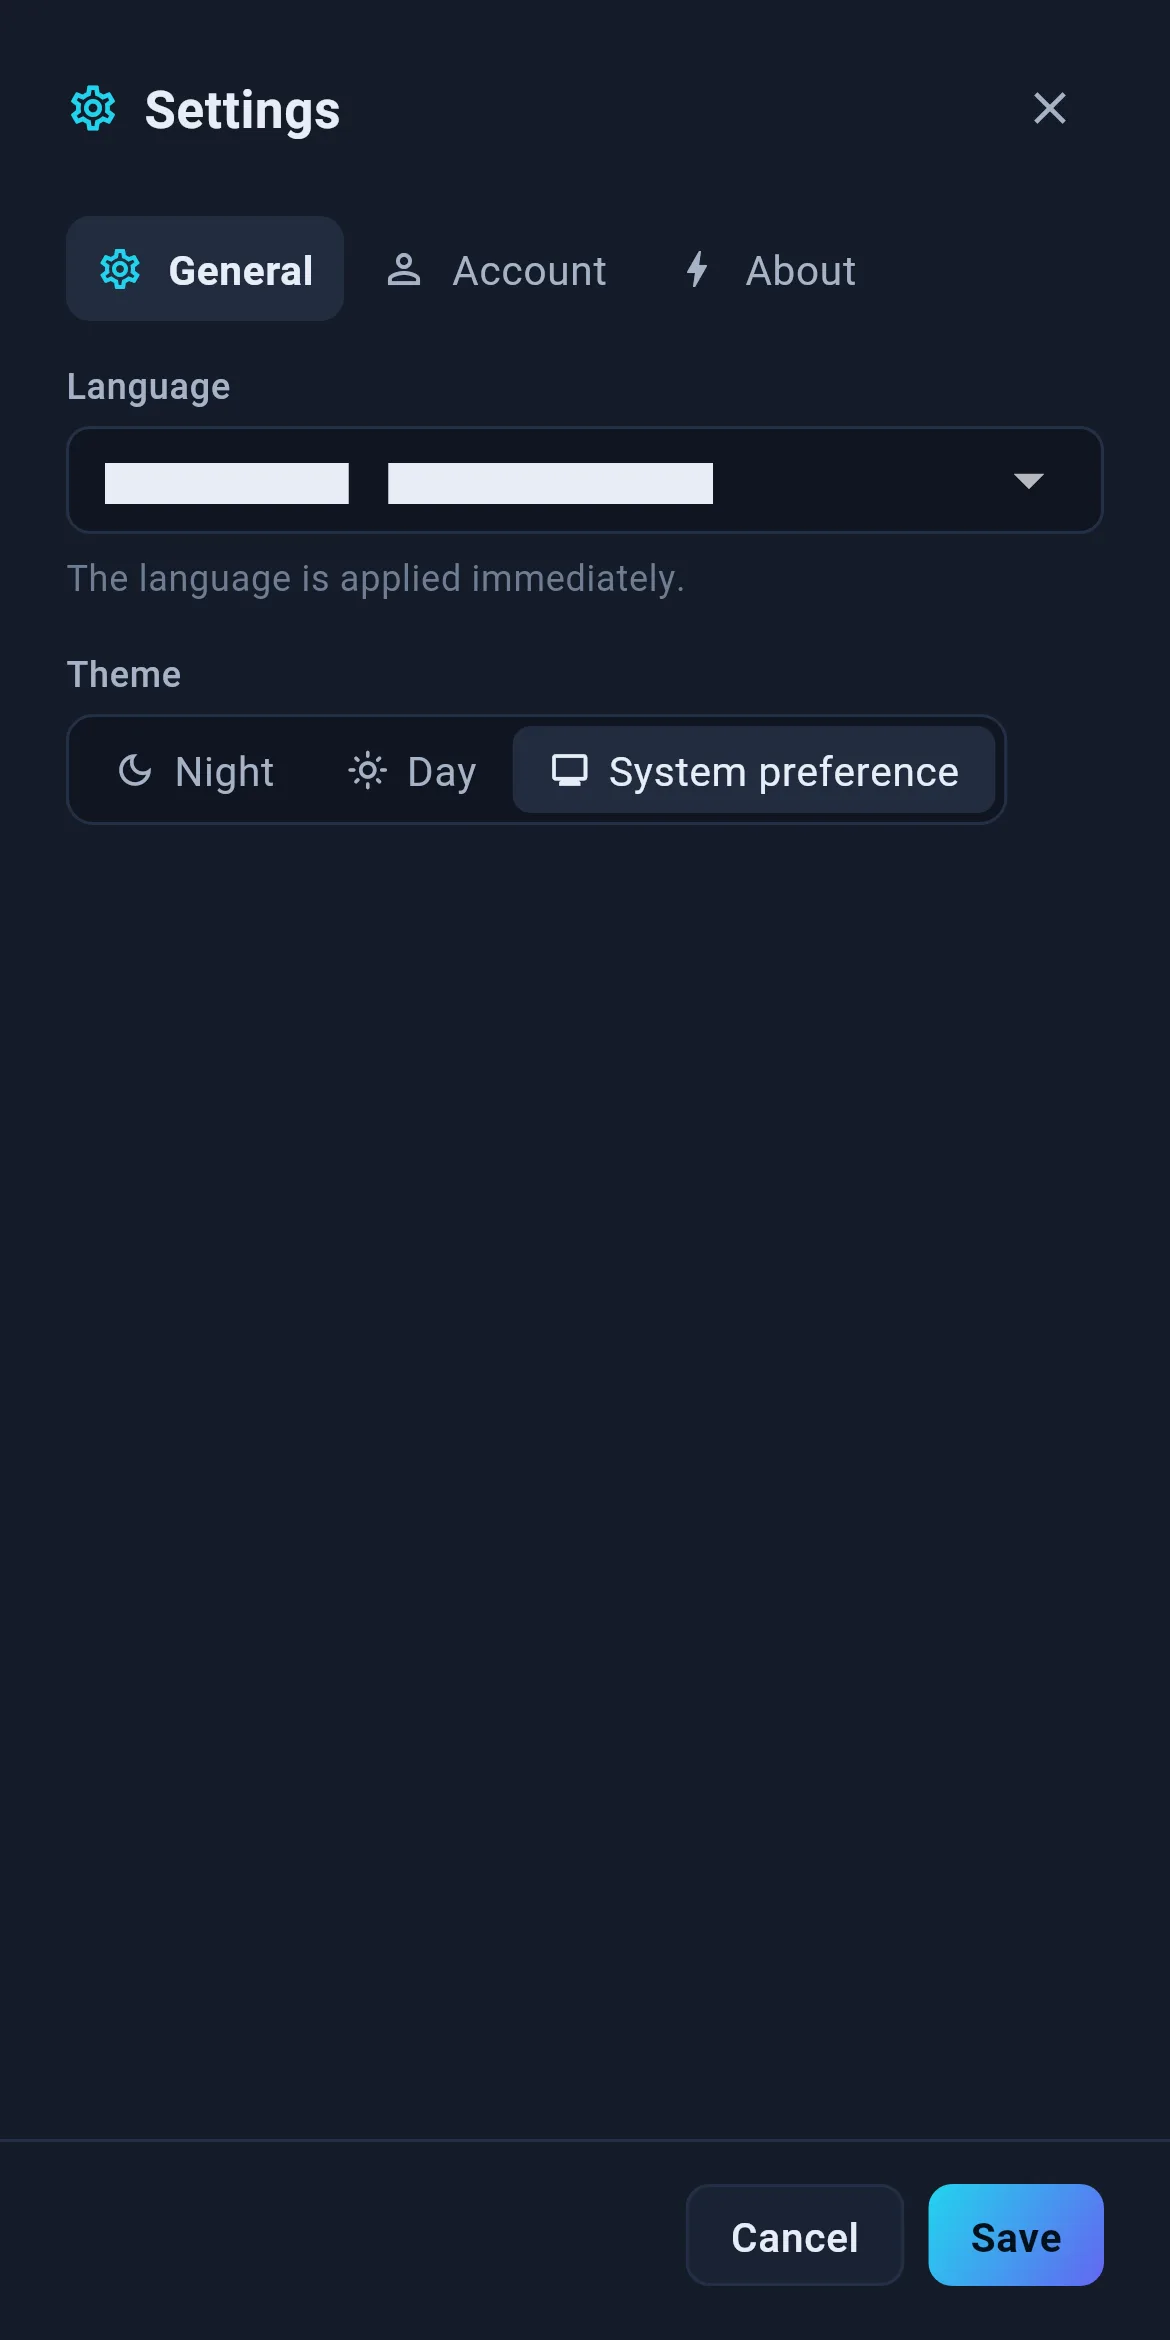 Settings
General Account About
Language
The language is applied immediately.
Theme
Night Day System preference
Cancel Save